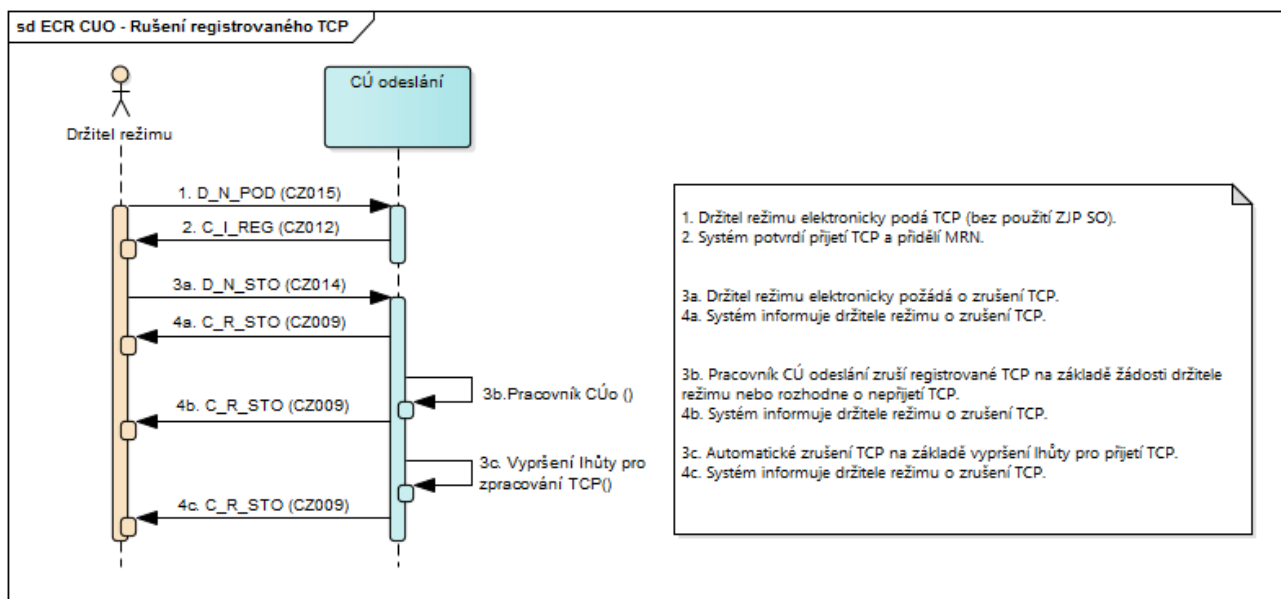 sd ECR CUO - Rušení registrovaného TCP
Držitel režimu
CÚ odeslání
1. D_N_POD (CZ015)
2. C_I_REG (CZ012)
3a. D_N_STO (CZ014)
4a. C_R_STO (CZ009)
3b.Pracovník CÚo ()
4b. C_R_STO (CZ009)
3c. Vypršení lhůty pro
zpracování TCP()
4c. C_R_STO (CZ009)
1. Držitel režimu elektronicky podá TCP (bez použití ZJP SO).
2. Systém potvrdí přijetí TCP a přidělí MRN.
3a. Držitel režimu elektronicky požádá o zrušení TCP.
4a. Systém informuje držitele režimu o zrušení TCP.
3b. Pracovník CÚ odeslání zruší registrované TCP na základě žádosti držitele
režimu nebo rozhodne o nepřijetí TCP.
4b. Systém informuje držitele režimu o zrušení TCP.
3c. Automatické zrušení TCP na základě vypršení lhůty pro přijetí TCP.
4c. Systém informuje držitele režimu o zrušení TCP.